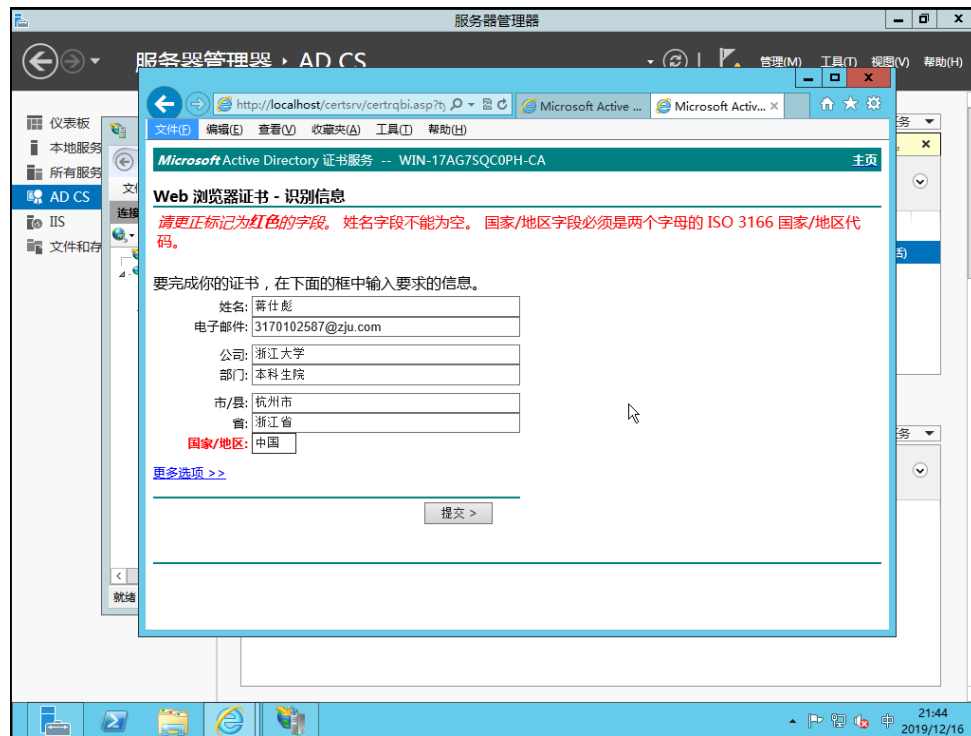 服务器管理器
服务器管理器 › AD CS
管理(M) 工具(T) 视图(V) 帮助(H)
http://localhost/certsrv/certrqbi.asp?ty
Microsoft Active ...
Microsoft Activ...
文件(F) 编辑(E) 查看(V) 收藏夹(A) 工具(T) 帮助(H)
仪表板
本地服务
所有服务
AD CS
IIS
文件和存
文件
连接
就绪
Microsoft Active Directory 证书服务 -- WIN-17AG7SQC0PH-CA 主页
Web 浏览器证书 - 识别信息
请更正标记为红色的字段。 姓名字段不能为空。 国家/地区字段必须是两个字母的 ISO 3166 国家/地区代
码。
要完成你的证书，在下面的框中输入要求的信息。
姓名: 蒋仕彪
电子邮件: 3170102587@zju.com
公司: 浙江大学
部门: 本科生院
市/县: 杭州市
省: 浙江省
国家/地区: 中国
更多选项 >>
提交 >
务
活)
务
中
21:44
2019/12/16